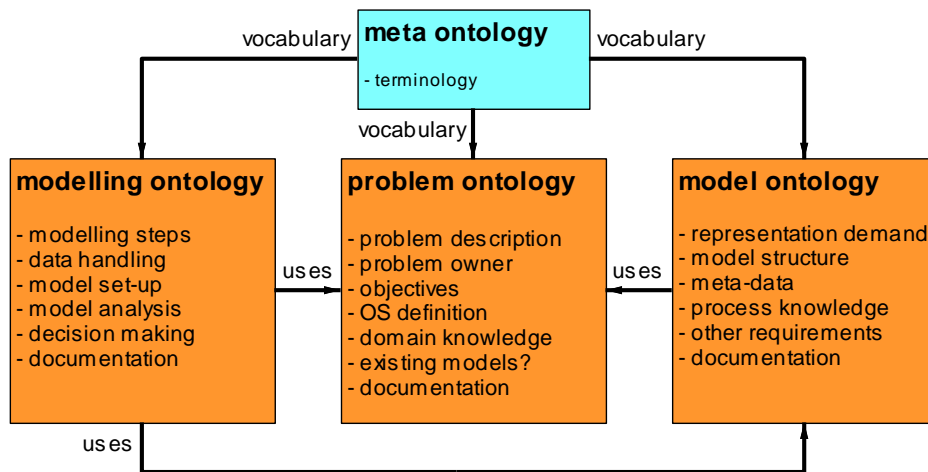 vocabulary
meta ontology
vocabulary
- terminology
vocabulary
modelling ontology
- modelling steps
- data handling
- model set-up
- model analysis
- decision making
- documentation
uses
problem ontology
- problem description
- problem owner
- objectives
- OS definition
- domain knowledge
- existing models?
- documentation
uses
model ontology
- representation demand
- model structure
- meta-data
- process knowledge
- other requirements
- documentation
uses